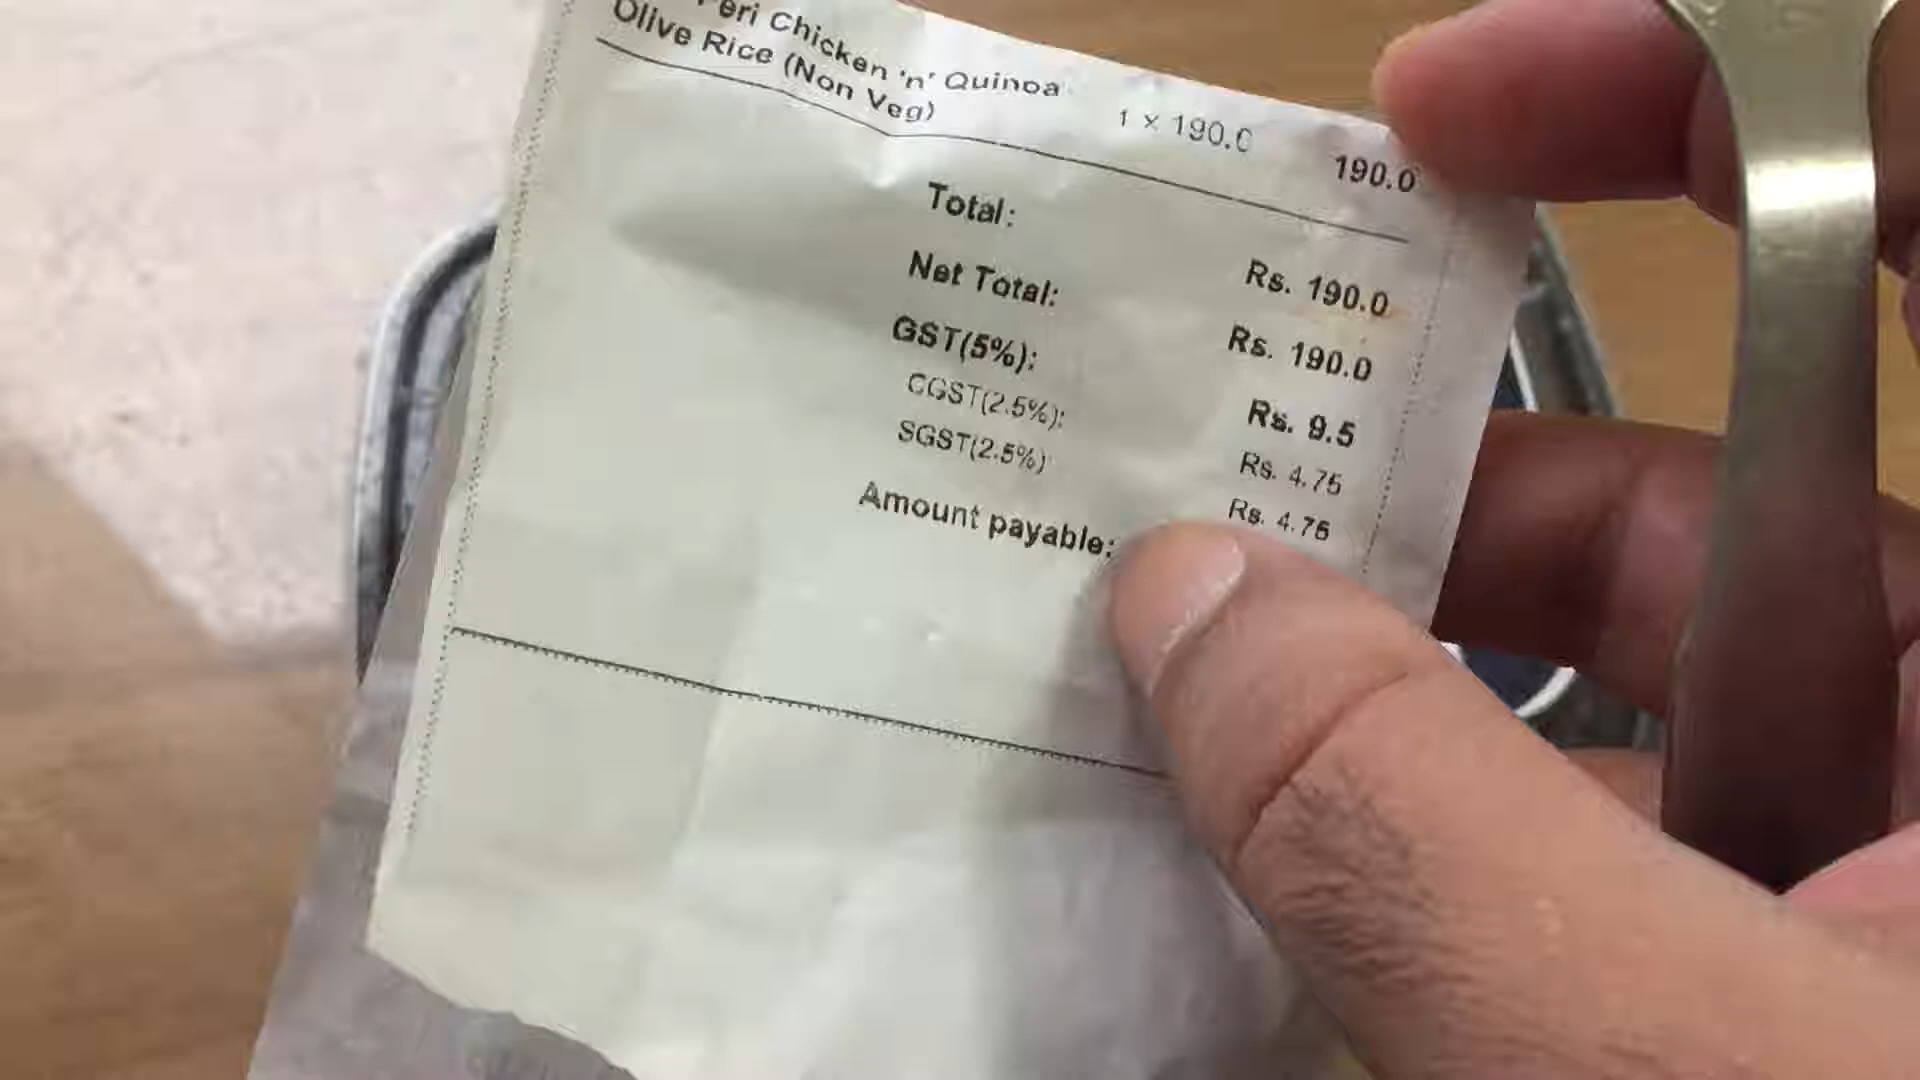 Peri Chicken 'n' Quinoa
Olive Rice (Non Veg) 1 x 190.0 190.0
Total: Rs. 190.0
Net Total: Rs. 190.0
GST(5%): Rs. 9.5
CGST(2.5%): Rs. 4.75
SGST(2.5%) Rs. 4.75
Amount payable: